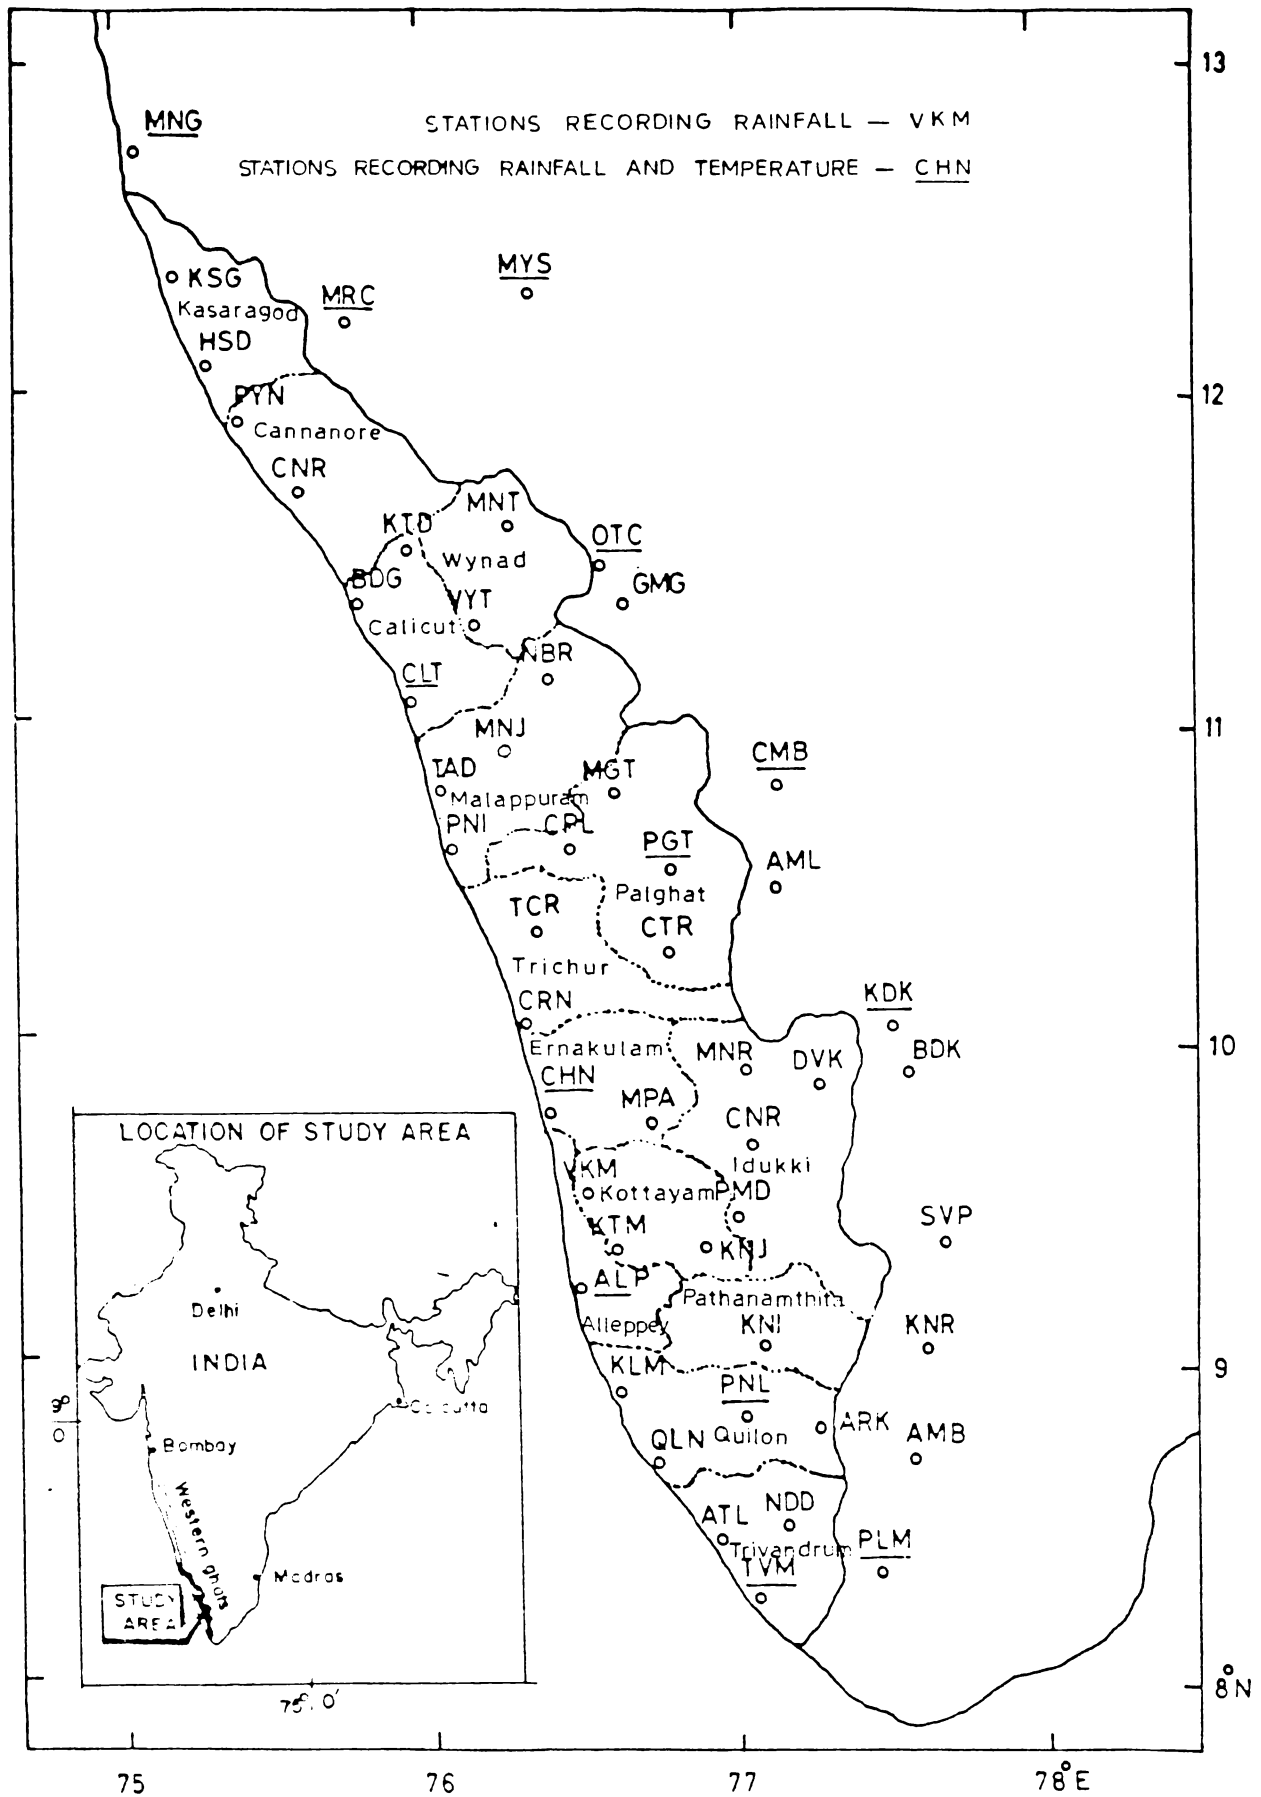 13
MNG
STATIONS RECORDING RAINFALL — VKM
STATIONS RECORDING RAINFALL AND TEMPERATURE — CHN
MYS
KSG
MRC
Kasaragod
HSD
12
PYN
Cannanore
CNR
MNT
KTD
OTC
Wynad
BDG
GMG
VYT
Calicut
NBR
CLT
11
MNJ
CMB
TAD
MGT
Malappuram
PNI
CPL
PGT
AML
Palghat
TCR
CTR
Trichur
KDK
CRN
10
Ernakulam
MNR
DVK
BDK
CHN
MPA
CNR
Idukki
VKM
Kottayam
PMD
SVP
KTM
KNJ
ALP
Pathanamthita
Alleppey
KNI
KNR
9
KLM
PNL
ARK
QLN
Quilon
AMB
ATL
NDD
Trivandrum
PLM
TVM
8°N
LOCATION OF STUDY AREA
Delhi
INDIA
Calcutta
Bombay
Western ghats
Madras
STUDY
AREA
75 76 77 78°E